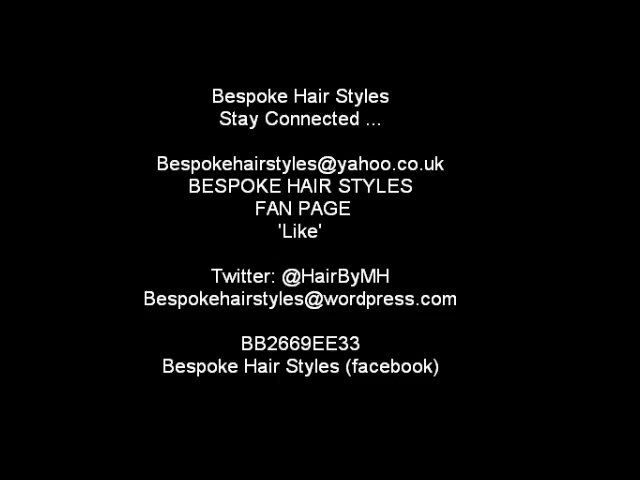 Bespoke Hair Styles
Stay Connected ...
Bespokehairstyles@yahoo.co.uk
BESPOKE HAIR STYLES
FAN PAGE
'Like'
Twitter: @HairByMH
Bespokehairstyles@wordpress.com
BB2669EE33
Bespoke Hair Styles (facebook)